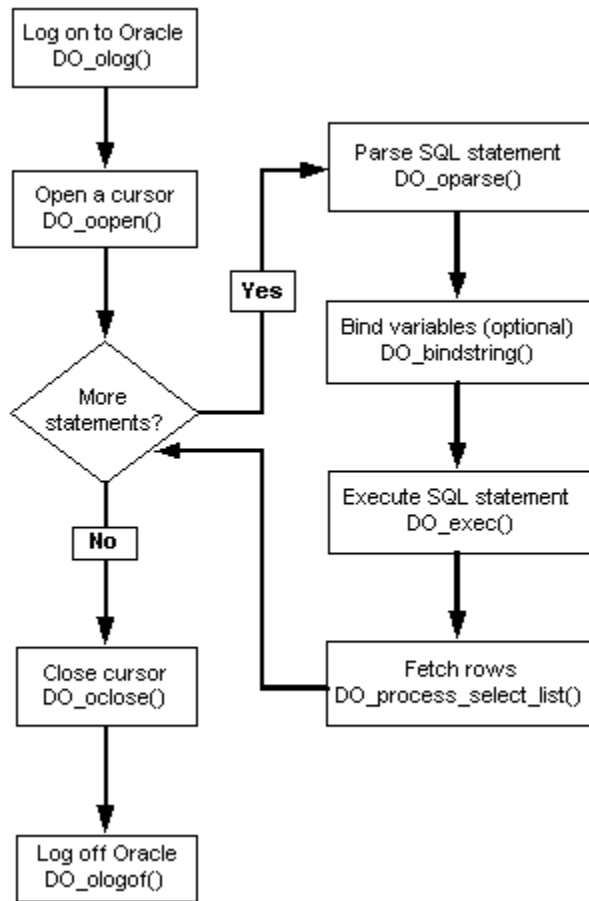 Log on to Oracle
DO_olog()
Open a cursor
DO_oopen()
More
statements?
Yes
Parse SQL statement
DO_oparse()
Bind variables (optional)
DO_bindstring()
Execute SQL statement
DO_exec()
Fetch rows
DO_process_select_list()
No
Close cursor
DO_oclose()
Log off Oracle
DO_ologof()